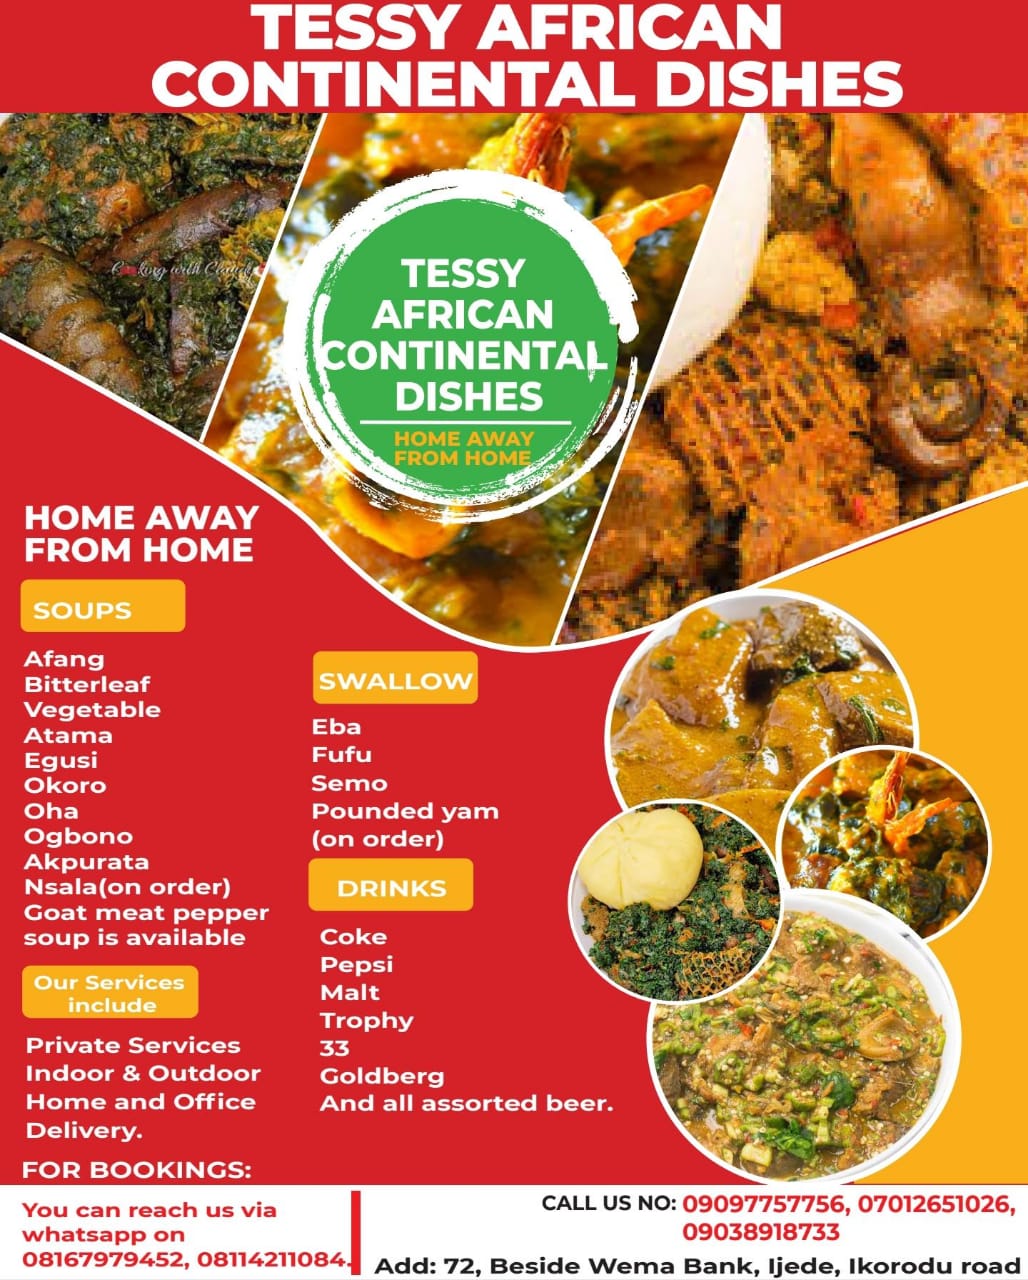 TESSY AFRICAN
CONTINENTAL DISHES
TESSY
AFRICAN
CONTINENTAL
DISHES
HOME AWAY
FROM HOME
HOME AWAY
FROM HOME
SOUPS
Afang
Bitterleaf
Vegetable
Atama
Egusi
Okoro
Oha
Ogbono
Akpurata
Nsala(on order)
Goat meat pepper
soup is available
Our Services
include
Private Services
Indoor & Outdoor
Home and Office
Delivery.
SWALLOW
Eba
Fufu
Semo
Pounded yam
(on order)
DRINKS
Coke
Pepsi
Malt
Trophy
33
Goldberg
And all assorted beer.
FOR BOOKINGS:
You can reach us via
whatsapp on
08167979452, 08114211084.
CALL US NO: 09097757756, 07012651026,
09038918733
Add: 72, Beside Wema Bank, Ijede, Ikorodu road